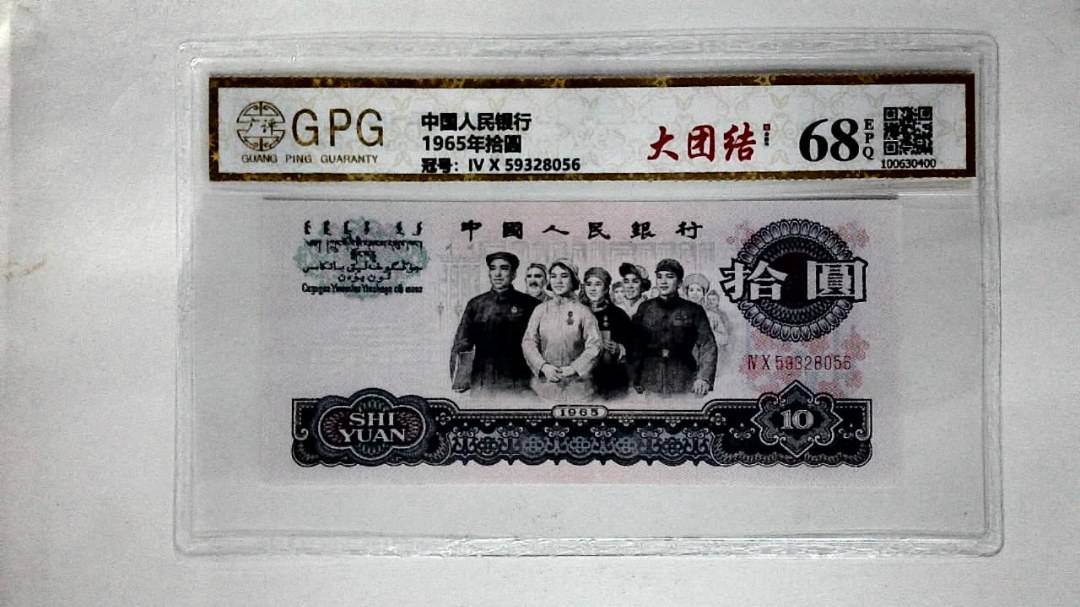 GPG
GUANG PING GUARANTY
中国人民银行
1965年拾圓
冠号：IV X 59328056
大团结
68
EPQ
100630400
中國人民銀行
拾圓
IV X 59328056
1965
SHI
YUAN
10